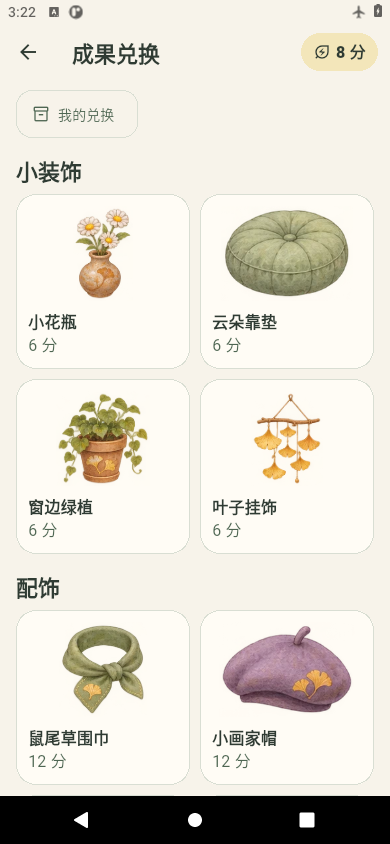 3:22
成果兑换
8 分
我的兑换
小装饰
小花瓶
6 分
云朵靠垫
6 分
窗边绿植
6 分
叶子挂饰
6 分
配饰
鼠尾草围巾
12 分
小画家帽
12 分